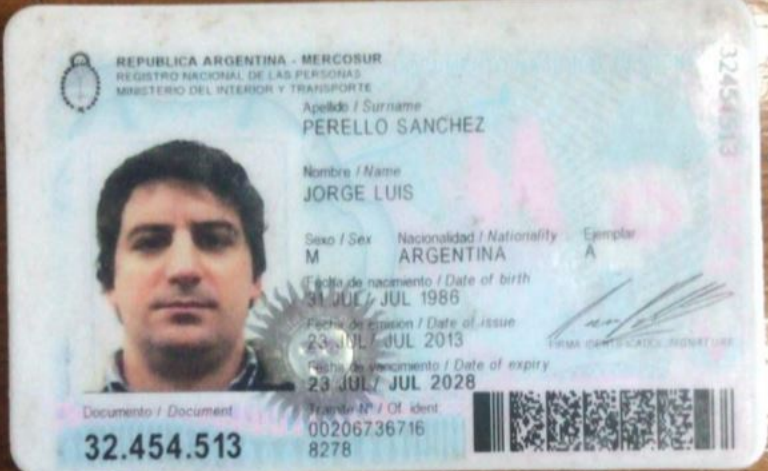 REPUBLICA ARGENTINA - MERCOSUR
REGISTRO NACIONAL DE LAS PERSONAS
MINISTERIO DEL INTERIOR Y TRANSPORTE
Apellido / Surname
PERELLO SANCHEZ
Nombre / Name
JORGE LUIS
Sexo / Sex Nacionalidad / Nationality Ejemplar
M ARGENTINA A
Fecha de nacimiento / Date of birth
31 JUL/ JUL 1986
Fecha de emisión / Date of issue
23 JUL/ JUL 2013
Fecha de vencimiento / Date of expiry
23 JUL/ JUL 2028
FIRMA IDENTIFICADO / SIGNATURE
Documento / Document
32.454.513
Tramite Nº / Of. ident.
00206736716
8278
32454513